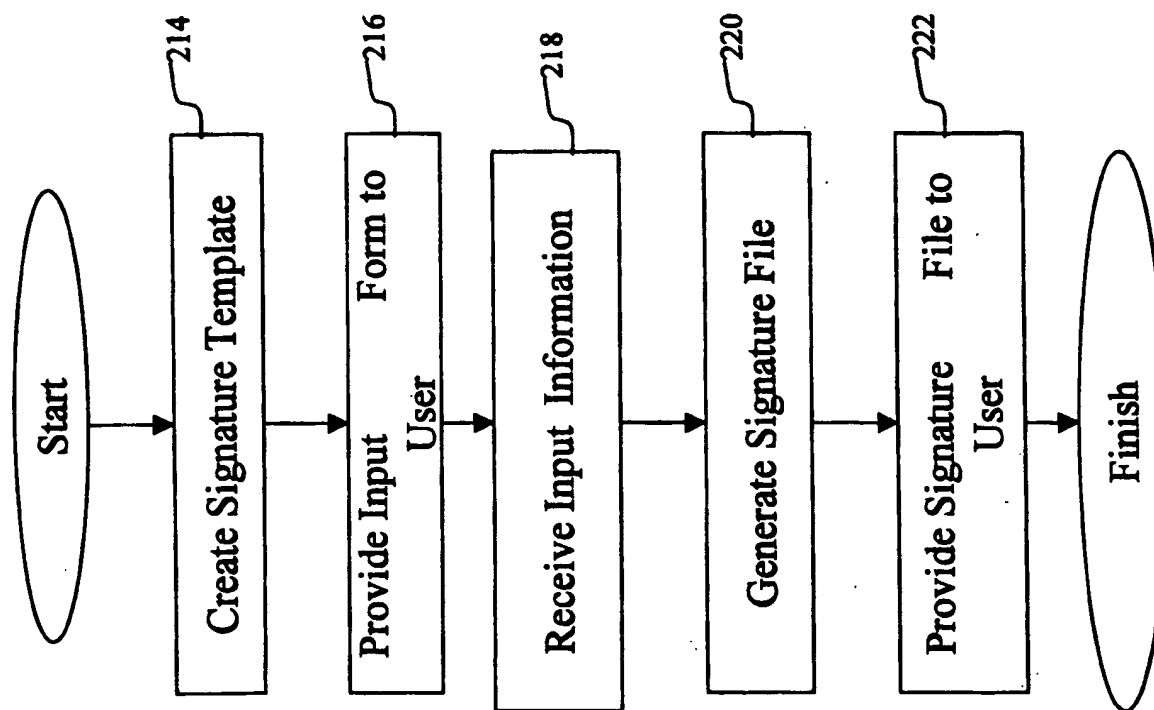 Start
214
Create Signature Template
216
Provide Input Form to
User
218
Receive Input Information
220
Generate Signature File
222
Provide Signature File to
User
Finish